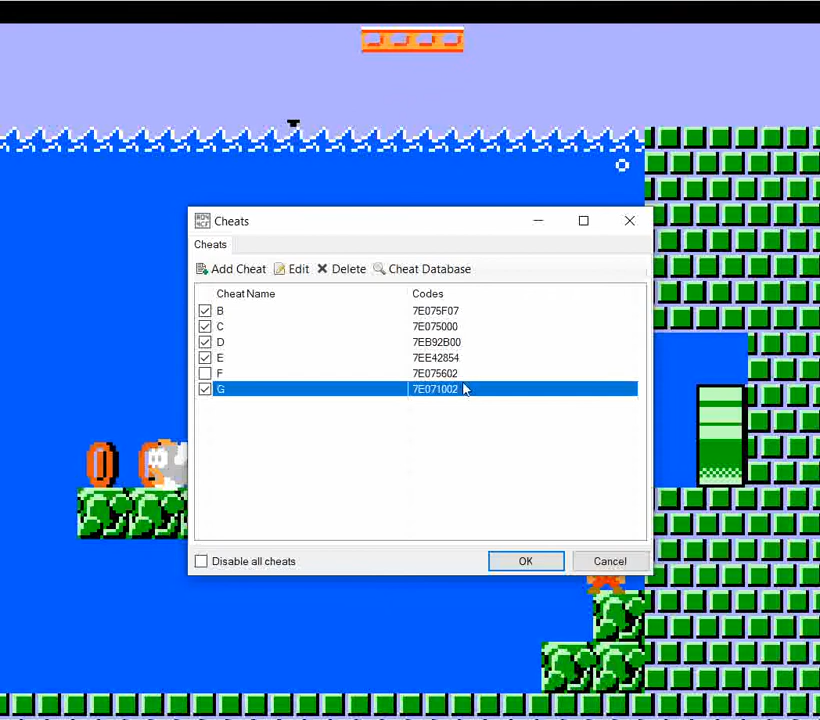 Cheats
Cheats
Add Cheat Edit Delete Cheat Database
Cheat Name Codes
B 7E075F07
C 7E075000
D 7EB92B00
E 7EE42854
F 7E075602
G 7E071002
Disable all cheats OK Cancel